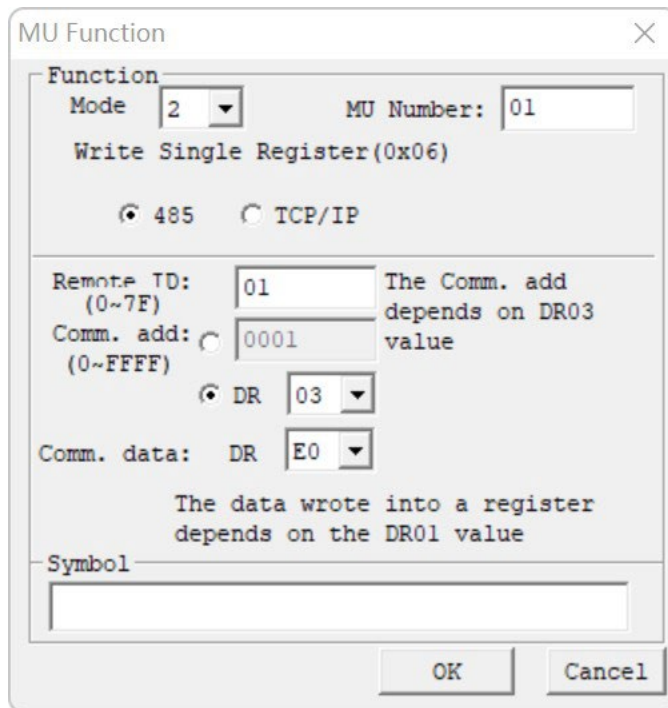 MU Function
Function
Mode 2 MU Number: 01
Write Single Register(0x06)
485 TCP/IP
Remote ID: 01 The Comm. add
(0~7F) depends on DR03
Comm. add: 0001 value
(0~FFFF)
DR 03
Comm. data: DR E0
The data wrote into a register
depends on the DR01 value
Symbol
OK Cancel